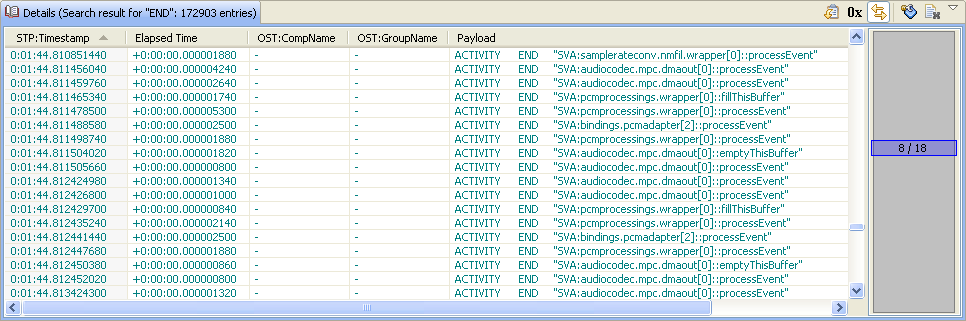 Details (Search result for "END": 172903 entries)
0x
STP:Timestamp Elapsed Time OST:CompName OST:GroupName Payload
0:01:44.810851440 +0:00:00.000001880 - - ACTIVITY END "SVA:samplerateconv.nmfil.wrapper[0]::processEvent"
0:01:44.811456040 +0:00:00.000004240 - - ACTIVITY END "SVA:audiocodec.mpc.dmaout[0]::processEvent"
0:01:44.811459760 +0:00:00.000002640 - - ACTIVITY END "SVA:audiocodec.mpc.dmaout[0]::processEvent"
0:01:44.811465340 +0:00:00.000001740 - - ACTIVITY END "SVA:pcmprocessings.wrapper[0]::fillThisBuffer"
0:01:44.811478500 +0:00:00.000005300 - - ACTIVITY END "SVA:pcmprocessings.wrapper[0]::processEvent"
0:01:44.811488580 +0:00:00.000002500 - - ACTIVITY END "SVA:bindings.pcmadapter[2]::processEvent"
0:01:44.811498740 +0:00:00.000001880 - - ACTIVITY END "SVA:pcmprocessings.wrapper[0]::processEvent"
0:01:44.811504020 +0:00:00.000001820 - - ACTIVITY END "SVA:audiocodec.mpc.dmaout[0]::emptyThisBuffer"
0:01:44.811505660 +0:00:00.000000800 - - ACTIVITY END "SVA:audiocodec.mpc.dmaout[0]::processEvent"
0:01:44.812424980 +0:00:00.000001340 - - ACTIVITY END "SVA:audiocodec.mpc.dmaout[0]::processEvent"
0:01:44.812426800 +0:00:00.000001000 - - ACTIVITY END "SVA:audiocodec.mpc.dmaout[0]::processEvent"
0:01:44.812429700 +0:00:00.000000840 - - ACTIVITY END "SVA:pcmprocessings.wrapper[0]::fillThisBuffer"
0:01:44.812435240 +0:00:00.000002140 - - ACTIVITY END "SVA:pcmprocessings.wrapper[0]::processEvent"
0:01:44.812441440 +0:00:00.000002500 - - ACTIVITY END "SVA:bindings.pcmadapter[2]::processEvent"
0:01:44.812447680 +0:00:00.000001880 - - ACTIVITY END "SVA:pcmprocessings.wrapper[0]::processEvent"
0:01:44.812450380 +0:00:00.000000860 - - ACTIVITY END "SVA:audiocodec.mpc.dmaout[0]::emptyThisBuffer"
0:01:44.812452020 +0:00:00.000000800 - - ACTIVITY END "SVA:audiocodec.mpc.dmaout[0]::processEvent"
0:01:44.813424300 +0:00:00.000001320 - - ACTIVITY END "SVA:audiocodec.mpc.dmaout[0]::processEvent"
8 / 18